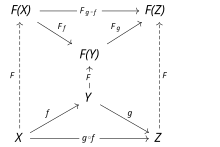 F(X) F_{g∘f} F(Z)
F_f F_g
F(Y)
F F F
Y
f g
X g∘f Z